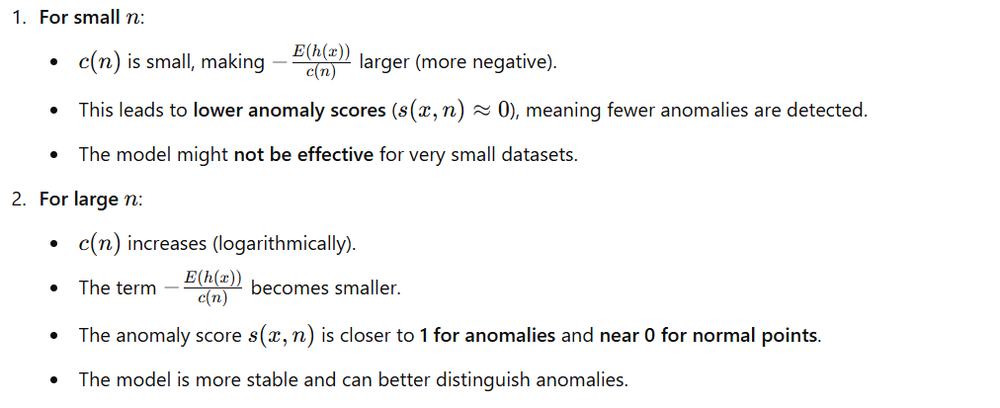 1. For small n:
• c(n) is small, making −E(h(x))/c(n) larger (more negative).
• This leads to lower anomaly scores (s(x, n) ≈ 0), meaning fewer anomalies are detected.
• The model might not be effective for very small datasets.
2. For large n:
• c(n) increases (logarithmically).
• The term −E(h(x))/c(n) becomes smaller.
• The anomaly score s(x, n) is closer to 1 for anomalies and near 0 for normal points.
• The model is more stable and can better distinguish anomalies.